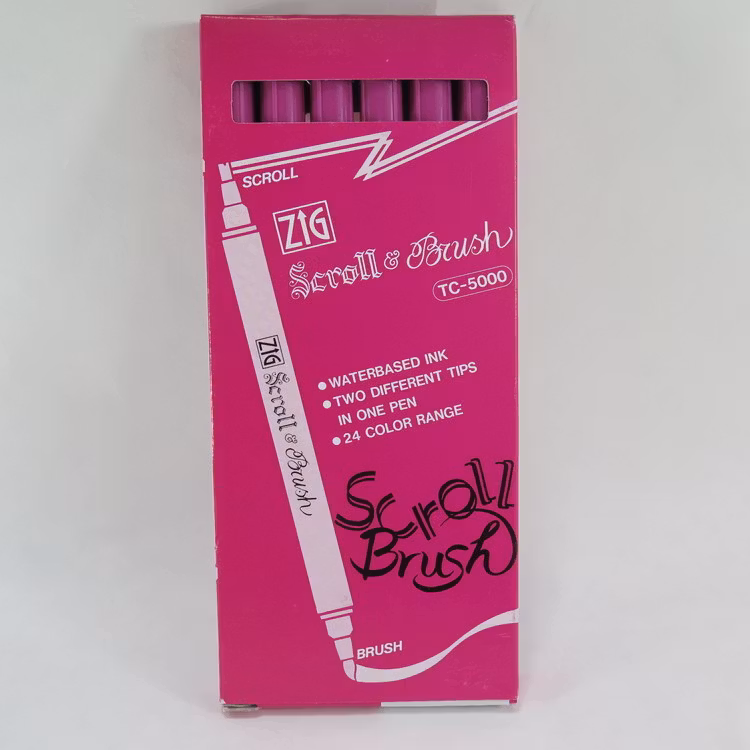 SCROLL
ZIG
Scroll & Brush
TC-5000
ZIG Scroll & Brush
●WATERBASED INK
●TWO DIFFERENT TIPS
IN ONE PEN
●24 COLOR RANGE
Scroll
Brush
BRUSH